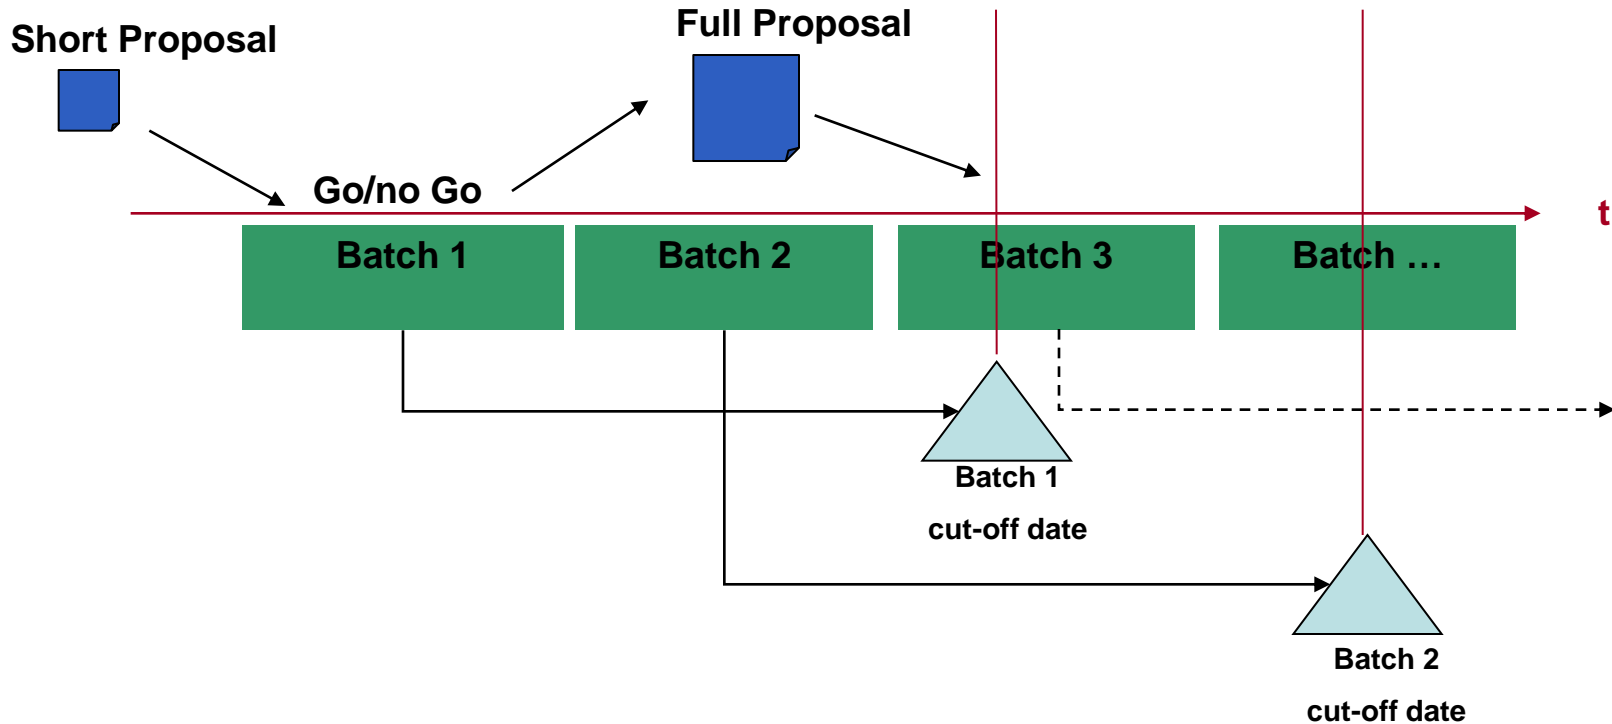 Short Proposal
Full Proposal
Go/no Go
t
Batch 1
Batch 2
Batch 3
Batch …
Batch 1
cut-off date
Batch 2
cut-off date